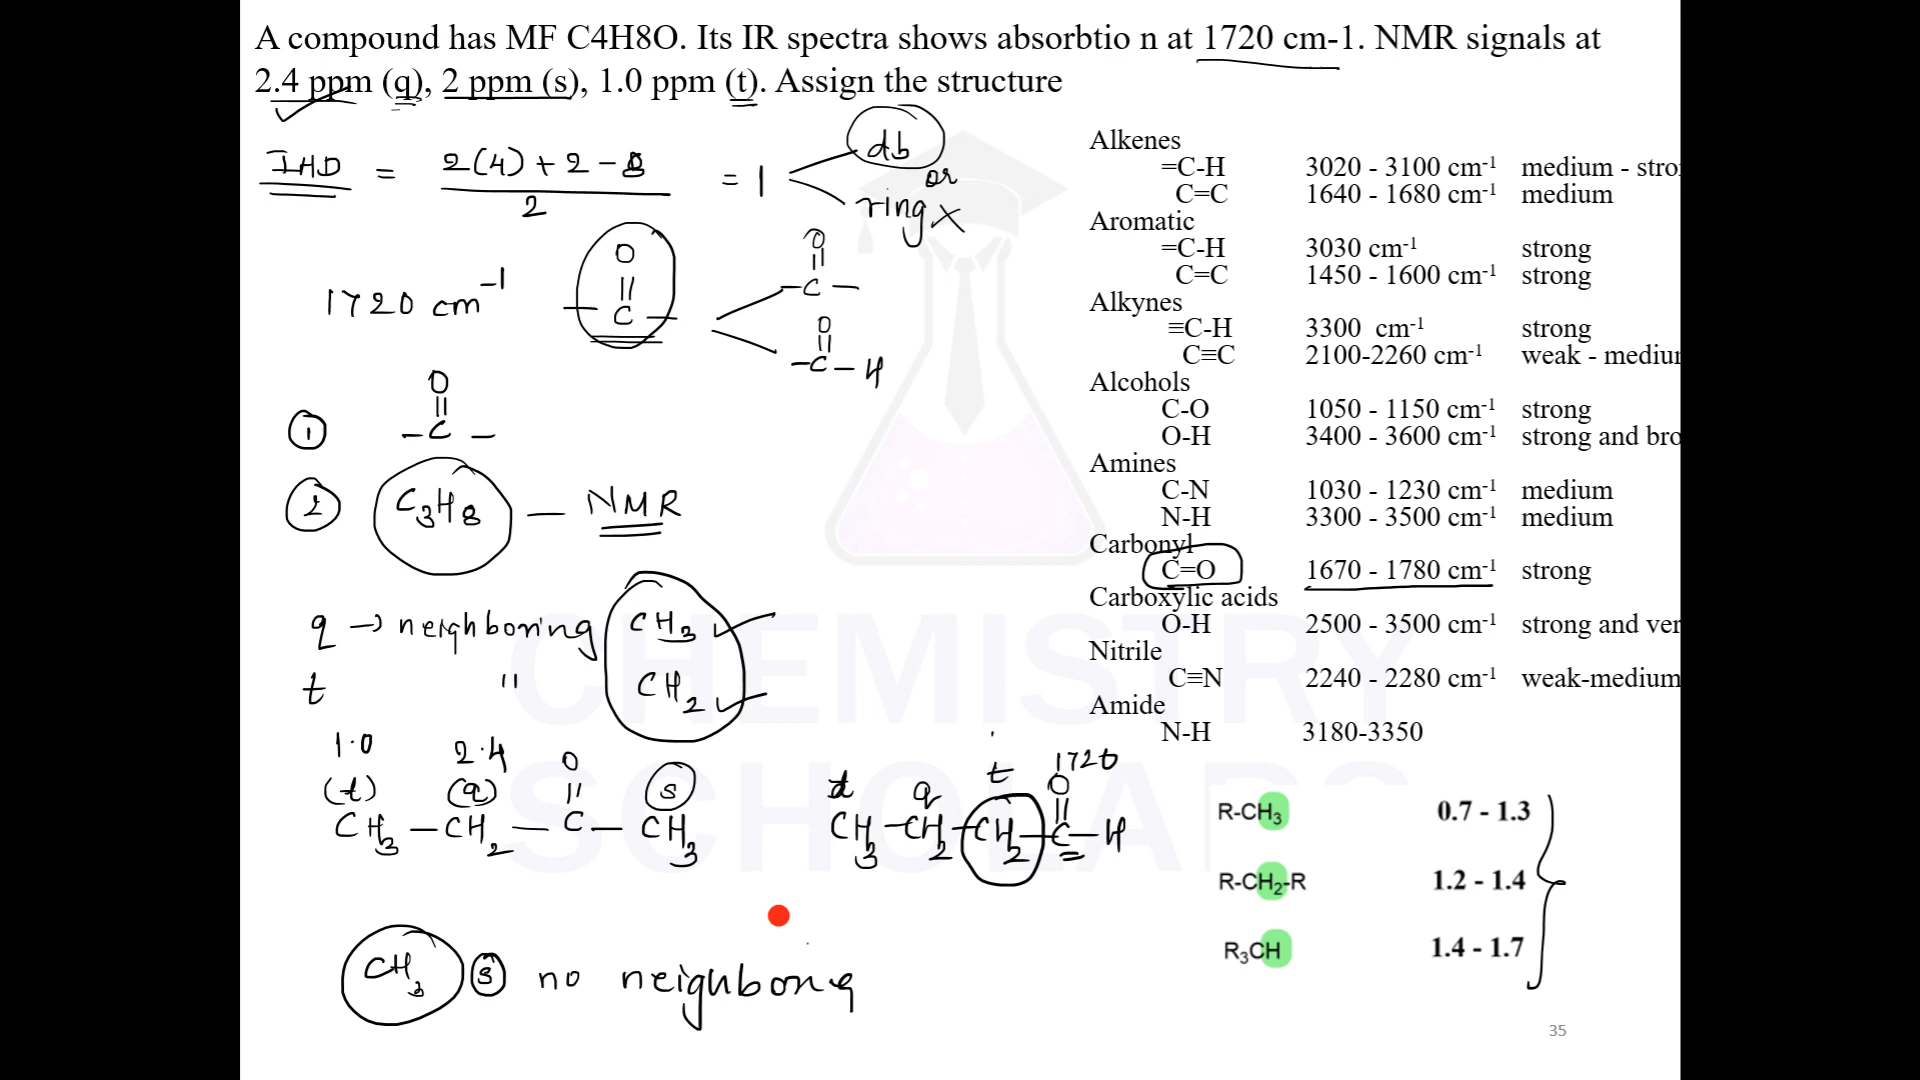 A compound has MF C4H8O. Its IR spectra shows absorbtio n at 1720 cm-1. NMR signals at
2.4 ppm (q), 2 ppm (s), 1.0 ppm (t). Assign the structure
IHD = 2(4) + 2 - 8 / 2 = 1
db
or
ring x
1720 cm⁻¹
O
=
- C -
O
=
- C -
O
=
- C - H
① O
=
- C -
② C₃H₈ — NMR
q → neighboring CH₃ ✓
t " CH₂ ✓
1.0 2.4
(t) (q) O (s)
CH₃ — CH₂ — C — CH₃
t q t 1720
O
CH₃ — CH₂ — CH₂ — C — H
CH₃ (s) no neighboring
Alkenes
=C-H 3020 - 3100 cm-1 medium - stro
C=C 1640 - 1680 cm-1 medium
Aromatic
=C-H 3030 cm-1 strong
C=C 1450 - 1600 cm-1 strong
Alkynes
≡C-H 3300 cm-1 strong
C≡C 2100-2260 cm-1 weak - mediu
Alcohols
C-O 1050 - 1150 cm-1 strong
O-H 3400 - 3600 cm-1 strong and bro
Amines
C-N 1030 - 1230 cm-1 medium
N-H 3300 - 3500 cm-1 medium
Carbonyl
C=O 1670 - 1780 cm-1 strong
Carboxylic acids
O-H 2500 - 3500 cm-1 strong and ver
Nitrile
C≡N 2240 - 2280 cm-1 weak-medium
Amide
N-H 3180-3350
R-CH₃ 0.7 - 1.3
R-CH₂-R 1.2 - 1.4
R₃CH 1.4 - 1.7
CHEMISTRY
SCHOLARS
35